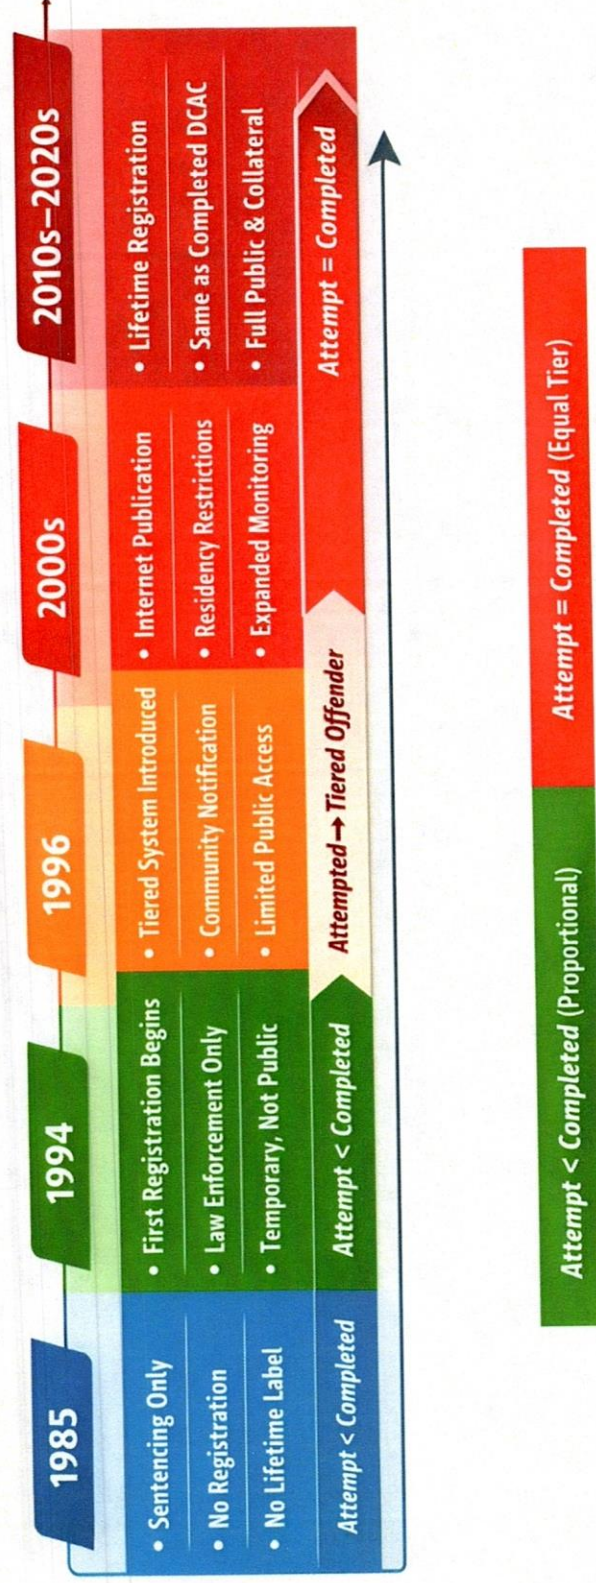 1985
• Sentencing Only
• No Registration
• No Lifetime Label
Attempt < Completed
1994
• First Registration Begins
• Law Enforcement Only
• Temporary, Not Public
Attempt < Completed
1996
• Tiered System Introduced
• Community Notification
• Limited Public Access
Attempted→Tiered Offender
2000s
• Internet Publication
• Residency Restrictions
• Expanded Monitoring
2010s–2020s
• Lifetime Registration
• Same as Completed DCAC
• Full Public & Collateral
Attempt = Completed
Attempt < Completed (Proportional)
Attempt = Completed (Equal Tier)